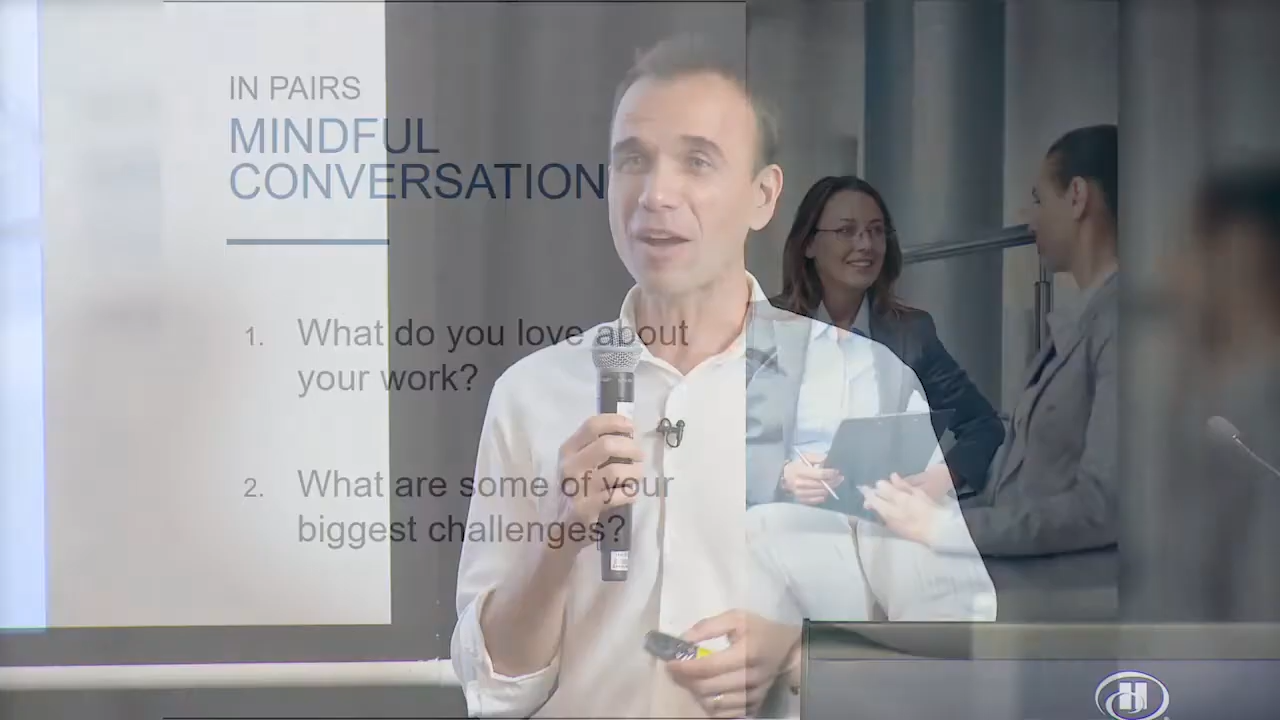 IN PAIRS
MINDFUL
CONVERSATION
1. What do you love about
your work?
2. What are some of your
biggest challenges?
H